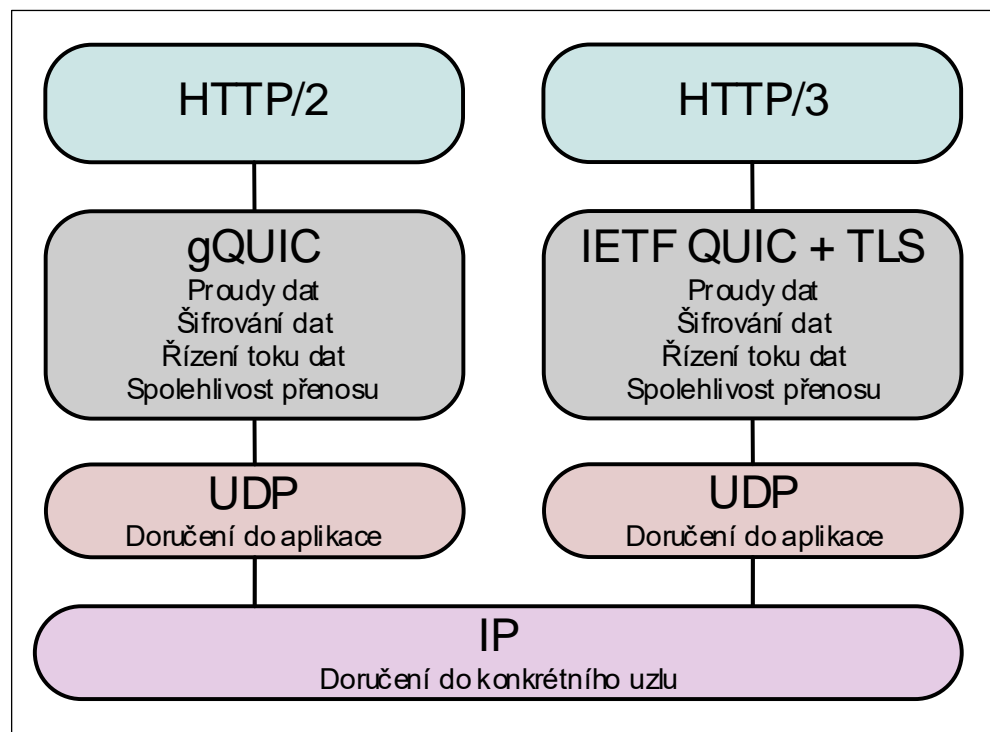 HTTP/2
HTTP/3
gQUIC
Proudy dat
Šifrování dat
Řízení toku dat
Spolehlivost přenosu
IETF QUIC + TLS
Proudy dat
Šifrování dat
Řízení toku dat
Spolehlivost přenosu
UDP
Doručení do aplikace
UDP
Doručení do aplikace
IP
Doručení do konkrétního uzlu